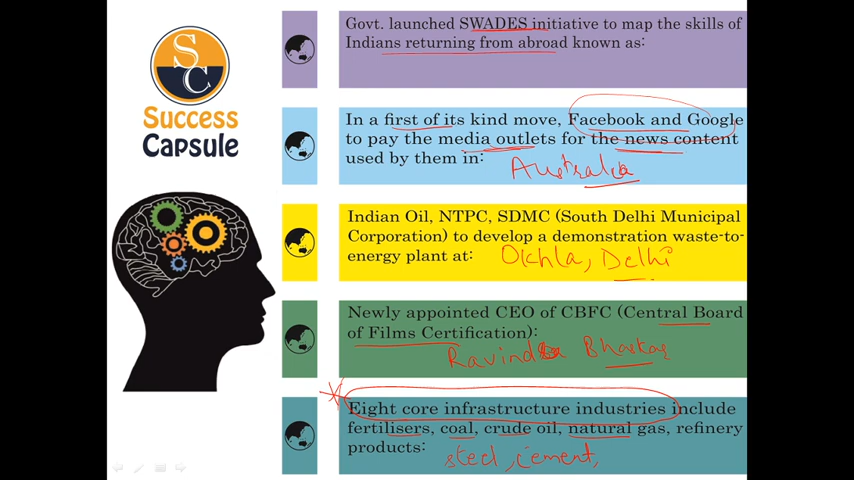 S
C
Success
Capsule
Govt. launched SWADES initiative to map the skills of
Indians returning from abroad known as:
In a first of its kind move, Facebook and Google
to pay the media outlets for the news content
used by them in:
Australia
Indian Oil, NTPC, SDMC (South Delhi Municipal
Corporation) to develop a demonstration waste-to-
energy plant at:
Okhla, Delhi
Newly appointed CEO of CBFC (Central Board
of Films Certification):
Bhaskar
Eight core infrastructure industries include
fertilisers, coal, crude oil, natural gas, refinery
products:
steel, cement,